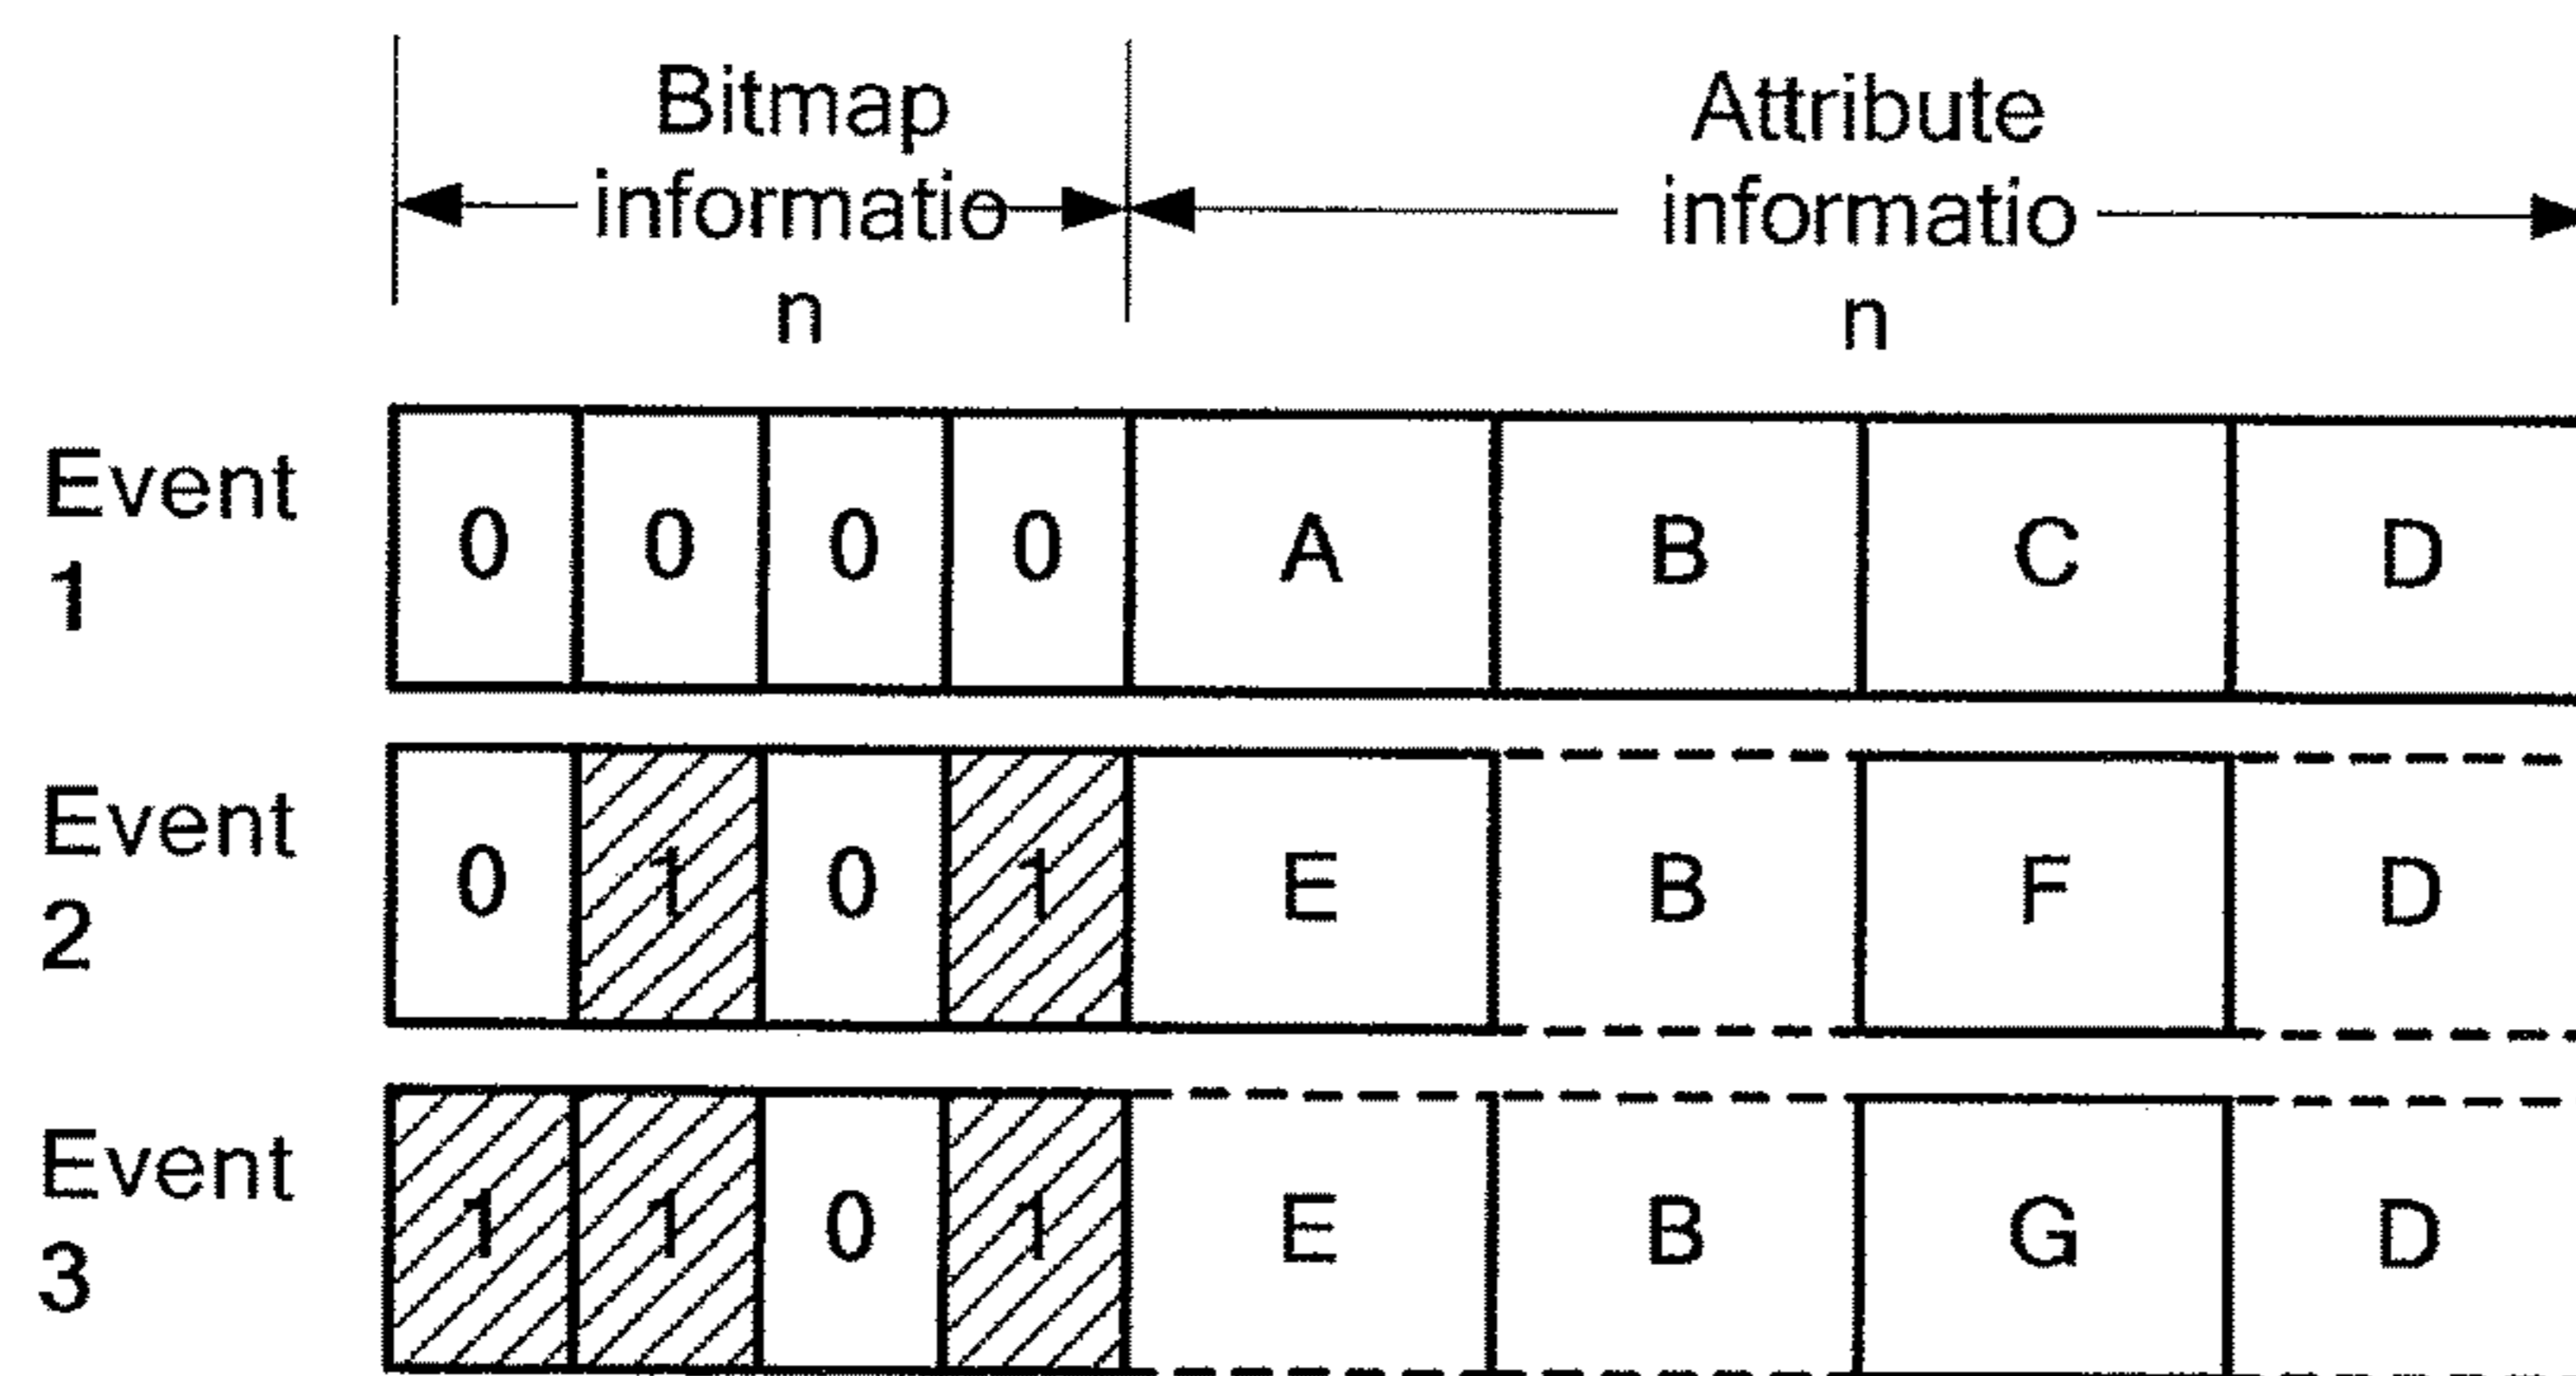 Bitmap
informatio
n
Attribute
informatio
n
Event
1
0 0 0 0 A B C D
Event
2
0 1 0 1 E B F D
Event
3
1 1 0 1 E B G D